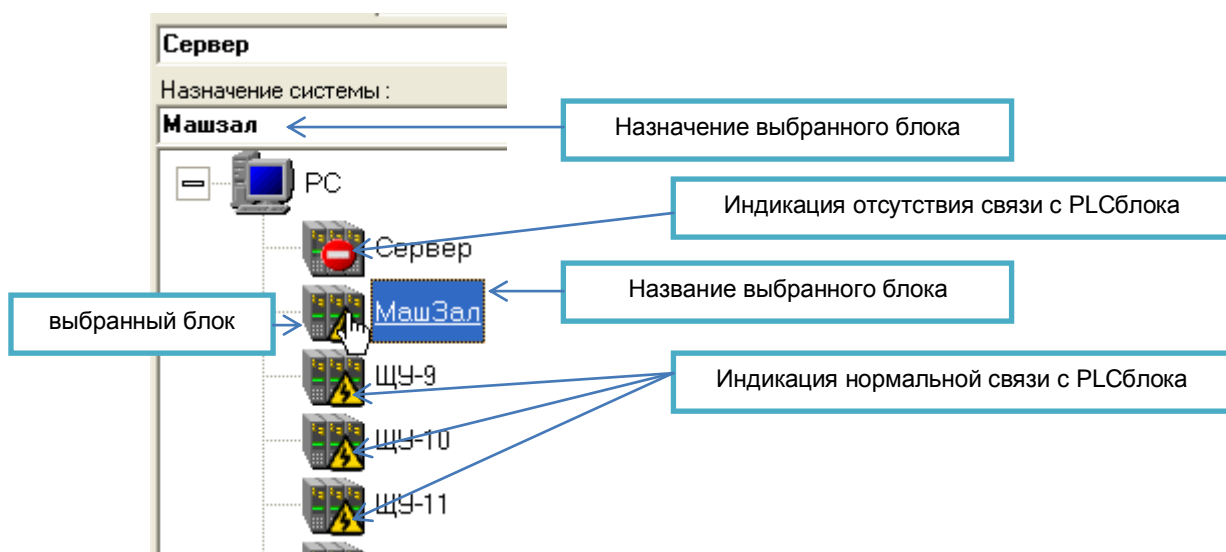 Сервер
Назначение системы :
Машзал
Назначение выбранного блока
PC
Индикация отсутствия связи с PLCблока
Сервер
Название выбранного блока
выбранный блок
МашЗал
ЩУ-9
Индикация нормальной связи с PLCблока
ЩУ-10
ЩУ-11